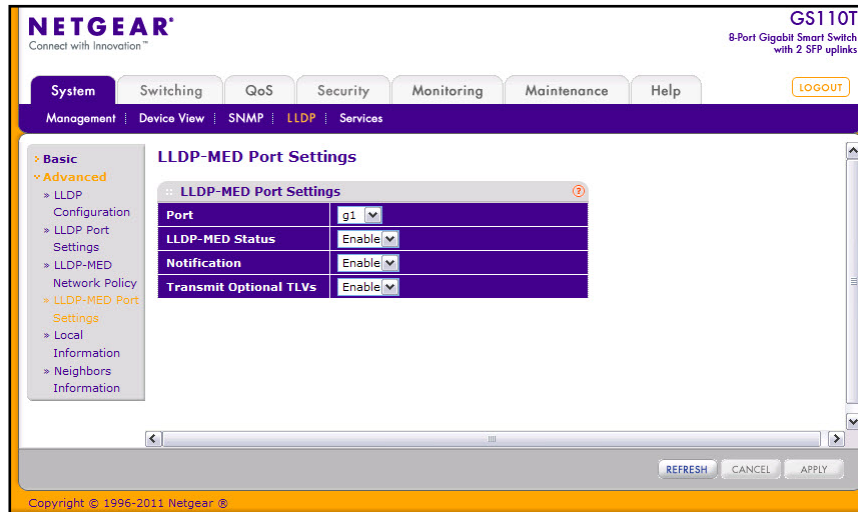 NETGEAR®
Connect with Innovation™
GS110T
8-Port Gigabit Smart Switch
with 2 SFP uplinks
System Switching QoS Security Monitoring Maintenance Help LOGOUT
Management Device View SNMP LLDP Services
Basic
Advanced
» LLDP
Configuration
» LLDP Port
Settings
» LLDP-MED
Network Policy
» LLDP-MED Port
Settings
» Local
Information
» Neighbors
Information
LLDP-MED Port Settings
LLDP-MED Port Settings ?
Port g1
LLDP-MED Status Enable
Notification Enable
Transmit Optional TLVs Enable
REFRESH CANCEL APPLY
Copyright © 1996-2011 Netgear ®